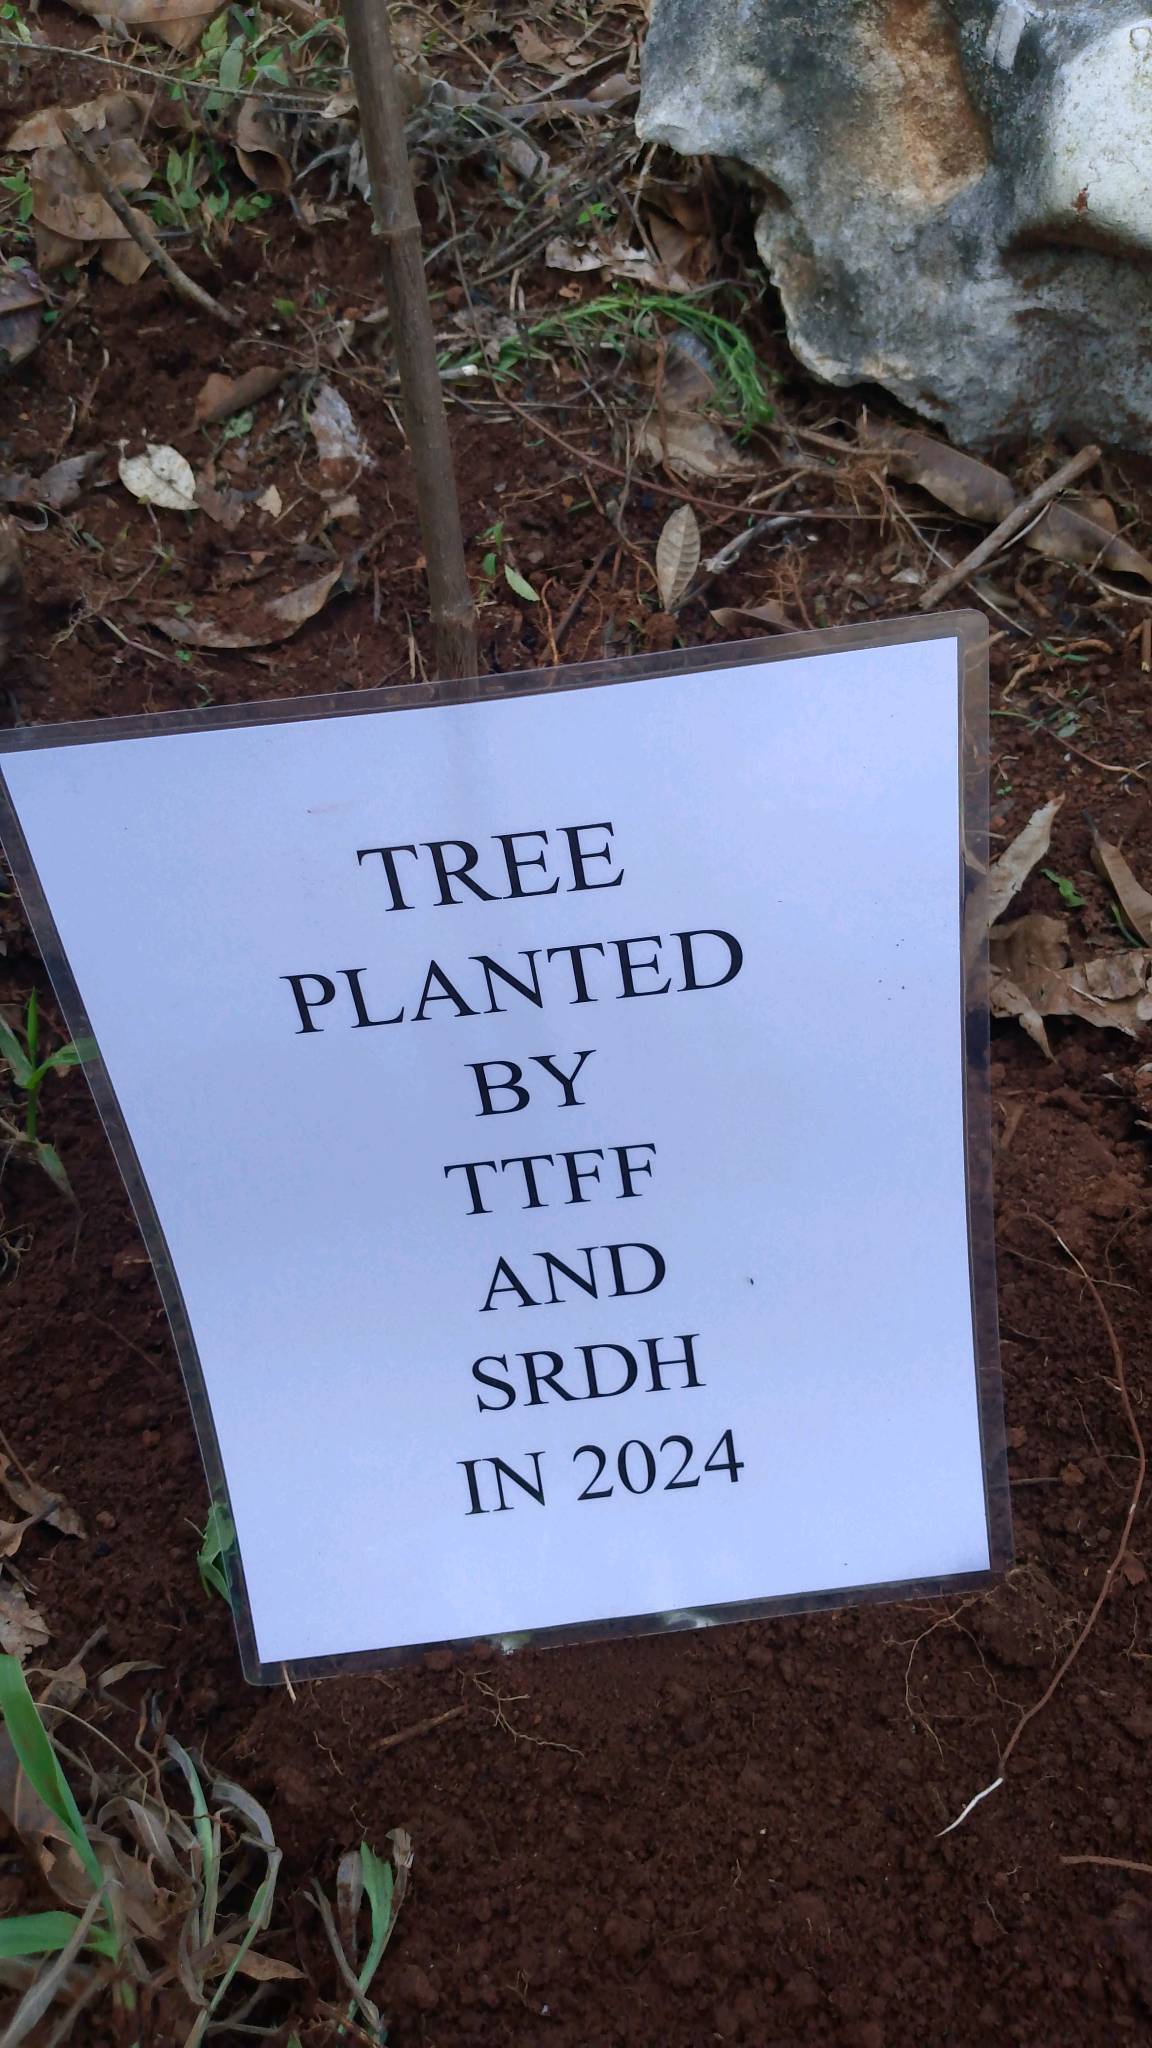 TREE
PLANTED
BY
TTFF
AND
SRDH
IN 2024